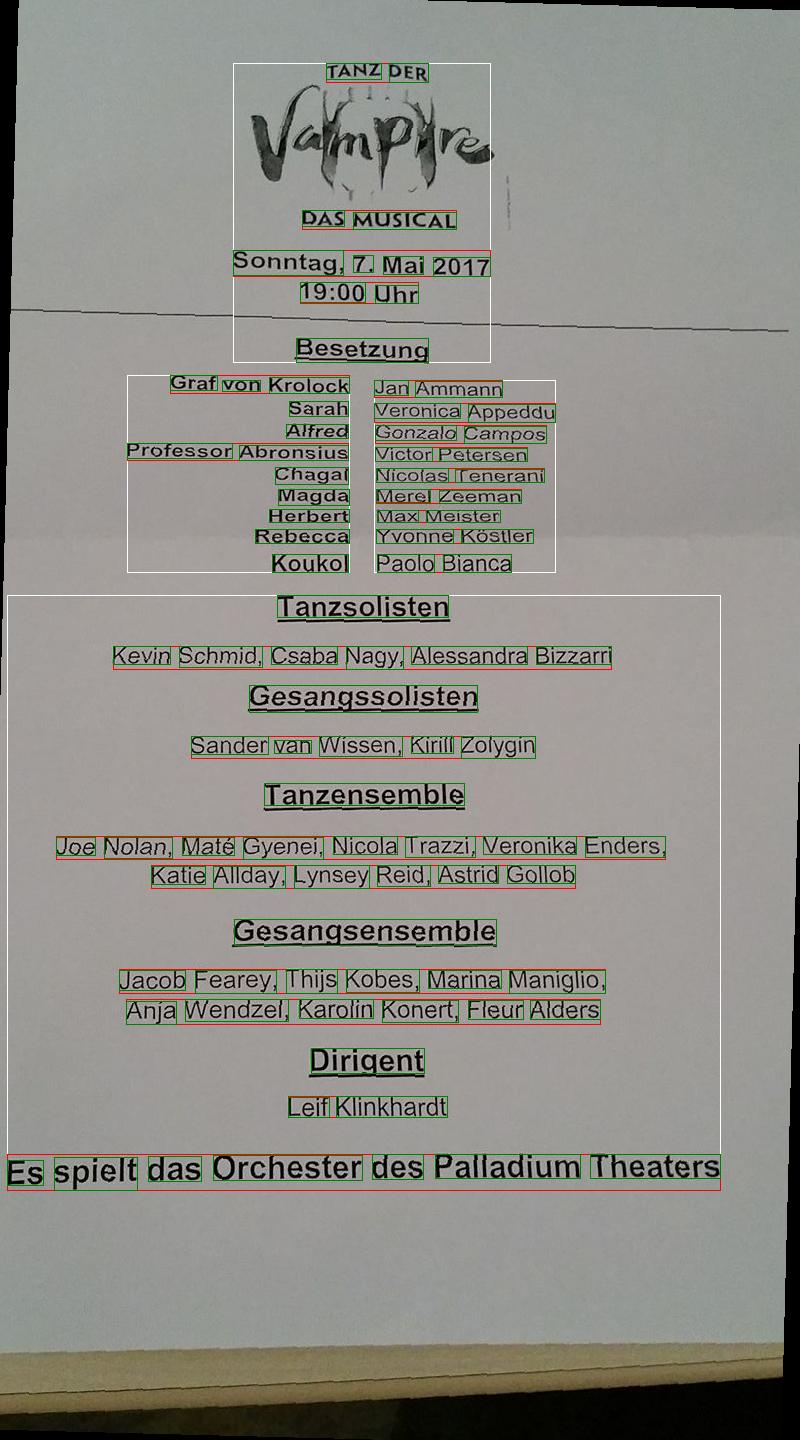 TANZ DER
Vampire
DAS MUSICAL
Sonntag, 7. Mai 2017
19:00 Uhr
Besetzung
Graf von Krolock Jan Ammann
Sarah Veronica Appeddu
Alfred Gonzalo Campos
Professor Abronsius Victor Petersen
Chagal Nicolas Tenerani
Magda Merel Zeeman
Herbert Max Meister
Rebecca Yvonne Köstler
Koukol Paolo Bianca
Tanzsolisten
Kevin Schmid, Csaba Nagy, Alessandra Bizzarri
Gesangssolisten
Sander van Wissen, Kirill Zolygin
Tanzensemble
Joe Nolan, Maté Gyenei, Nicola Trazzi, Veronika Enders,
Katie Allday, Lynsey Reid, Astrid Gollob
Gesangsensemble
Jacob Fearey, Thijs Kobes, Marina Maniglio,
Anja Wendzel, Karolin Konert, Fleur Alders
Dirigent
Leif Klinkhardt
Es spielt das Orchester des Palladium Theaters